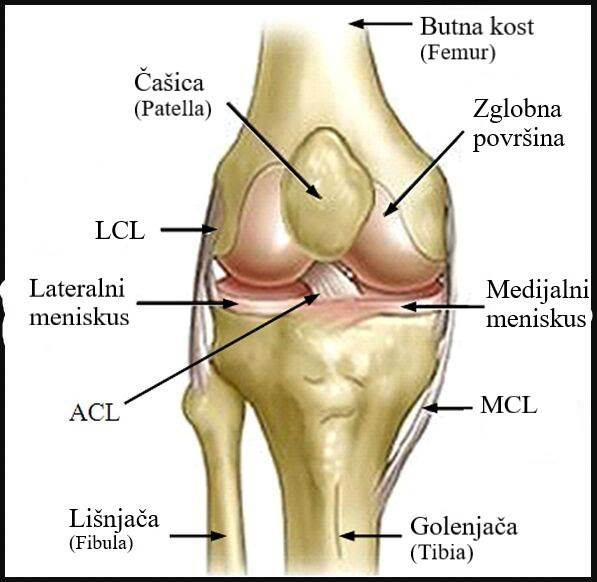 Butna kost
(Femur)
Čašica
(Patella)
Zglobna
površina
LCL
Lateralni
meniskus
Medijalni
meniskus
ACL
MCL
Lišnjača
(Fibula)
Golenjača
(Tibia)